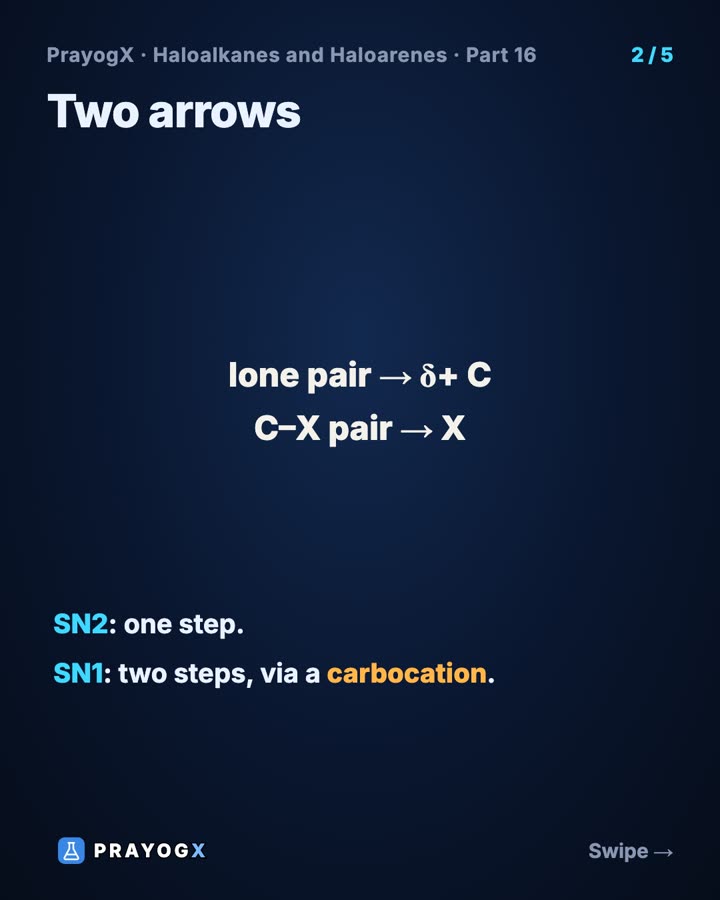 PrayogX · Haloalkanes and Haloarenes · Part 16
2 / 5
Two arrows
lone pair → δ+ C
C–X pair → X
SN2: one step.
SN1: two steps, via a carbocation.
PRAYOGX
Swipe →